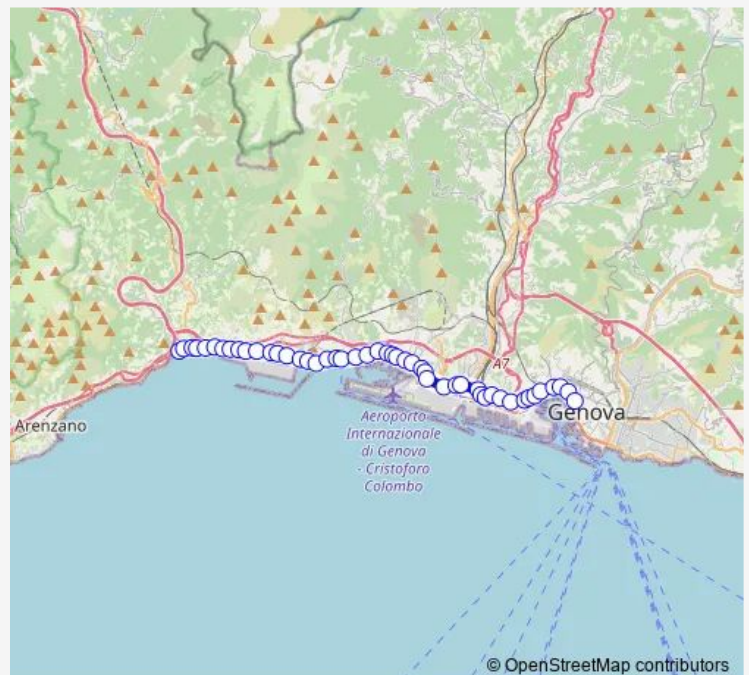 A7
Arenzano
Genova
Aeroporto
Internazionale
di Genova
- Cristoforo
Colombo
© OpenStreetMap contributors